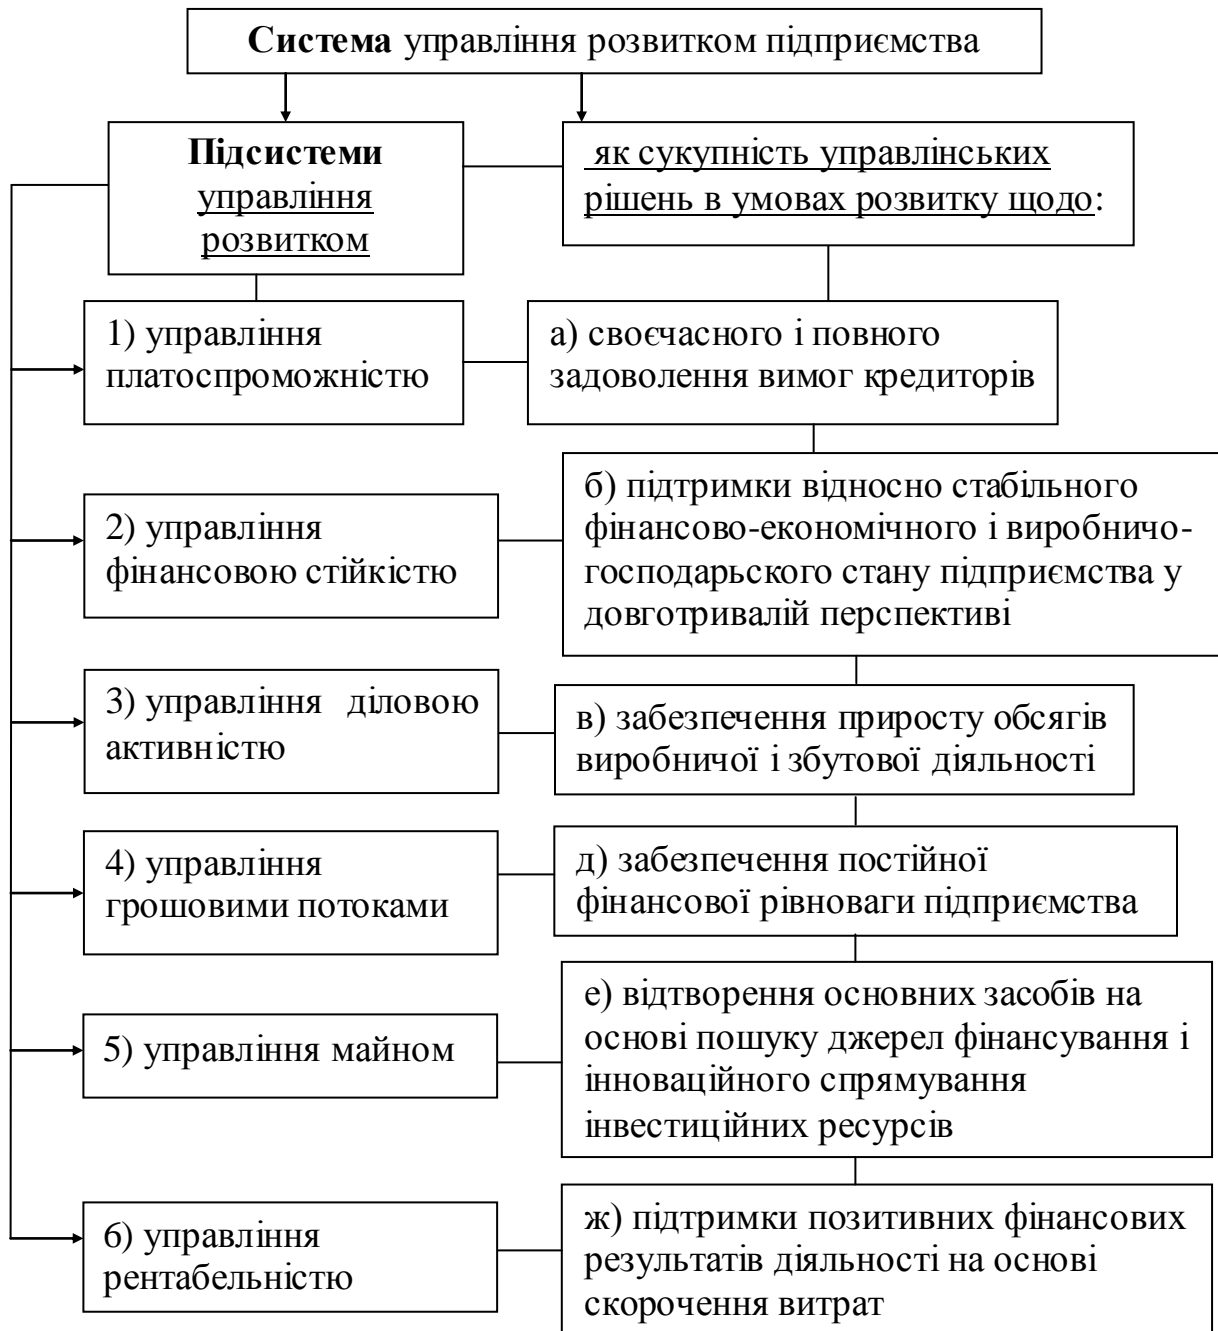 Система управління розвитком підприємства
Підсистеми
управління
розвитком
як сукупність управлінських
рішень в умовах розвитку щодо:
1) управління
платоспроможністю
а) своєчасного і повного
задоволення вимог кредиторів
2) управління
фінансовою стійкістю
б) підтримки відносно стабільного
фінансово-економічного і виробничо-
господарьского стану підприємства у
довготривалій перспективі
3) управління діловою
активністю
в) забезпечення приросту обсягів
виробничої і збутової діяльності
4) управління
грошовими потоками
д) забезпечення постійної
фінансової рівноваги підприємства
5) управління майном
е) відтворення основних засобів на
основі пошуку джерел фінансування і
інноваційного спрямування
інвестиційних ресурсів
6) управління
рентабельністю
ж) підтримки позитивних фінансових
результатів діяльності на основі
скорочення витрат